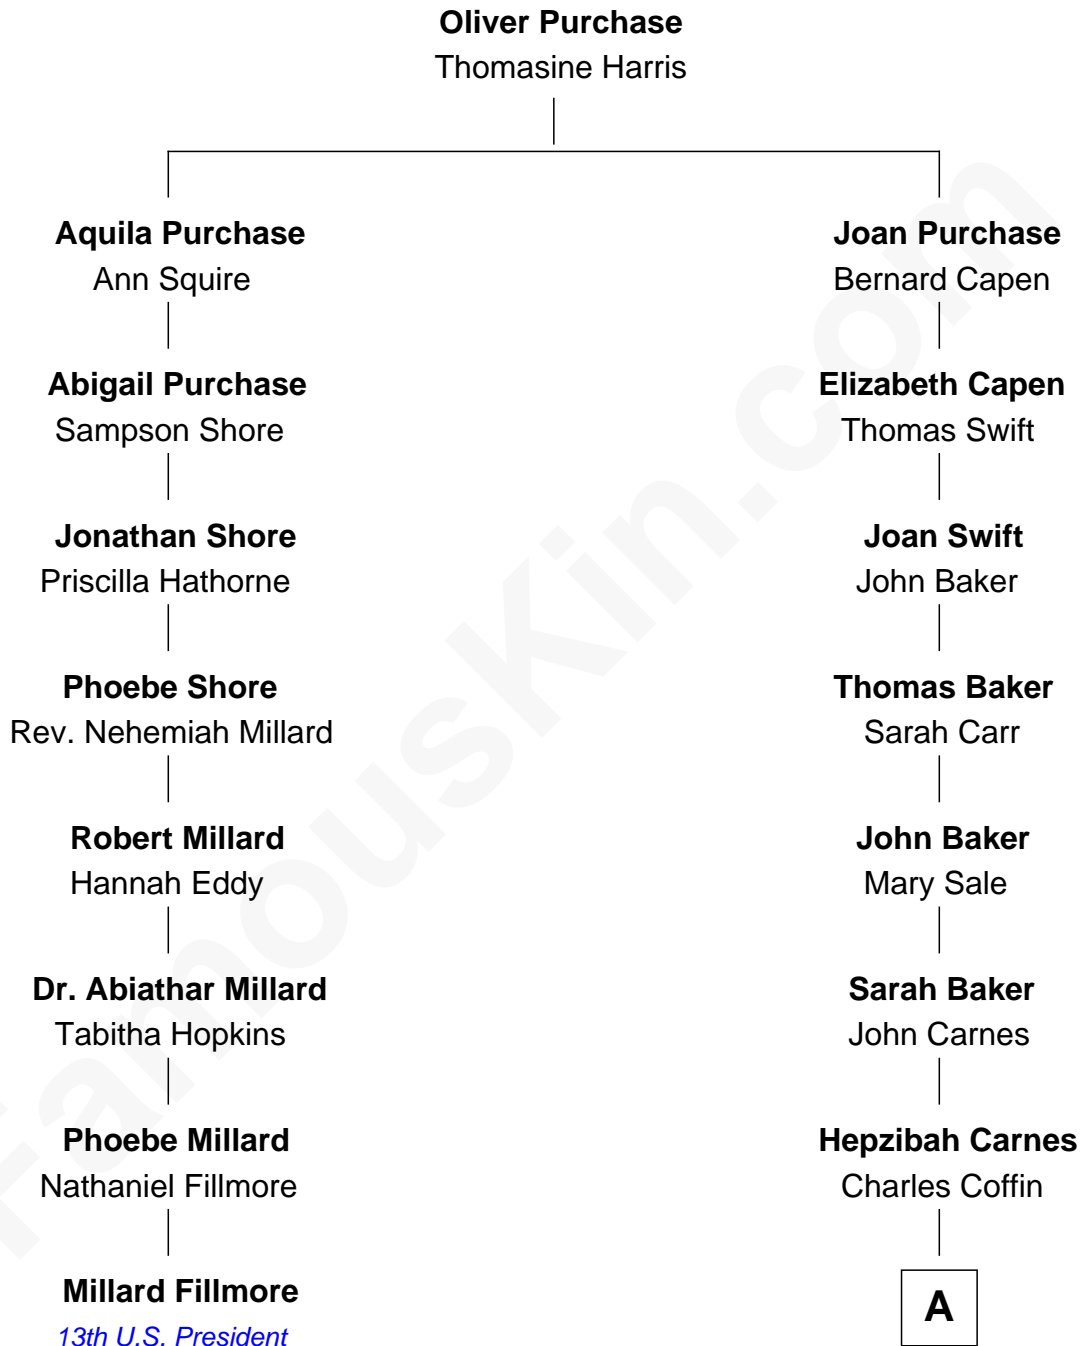 Oliver Purchase
Thomasine Harris
Aquila Purchase
Ann Squire
Joan Purchase
Bernard Capen
Abigail Purchase
Sampson Shore
Elizabeth Capen
Thomas Swift
Jonathan Shore
Priscilla Hathorne
Joan Swift
John Baker
Phoebe Shore
Rev. Nehemiah Millard
Thomas Baker
Sarah Carr
Robert Millard
Hannah Eddy
John Baker
Mary Sale
Dr. Abiathar Millard
Tabitha Hopkins
Sarah Baker
John Carnes
Phoebe Millard
Nathaniel Fillmore
Hepzibah Carnes
Charles Coffin
Millard Fillmore
13th U.S. President
A
FamousKin.com